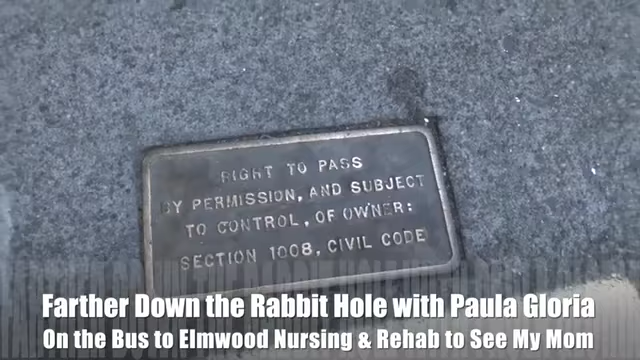 RIGHT TO PASS
BY PERMISSION, AND SUBJECT
TO CONTROL, OF OWNER:
SECTION 1008, CIVIL CODE
Farther Down the Rabbit Hole with Paula Gloria
On the Bus to Elmwood Nursing & Rehab to See My Mom